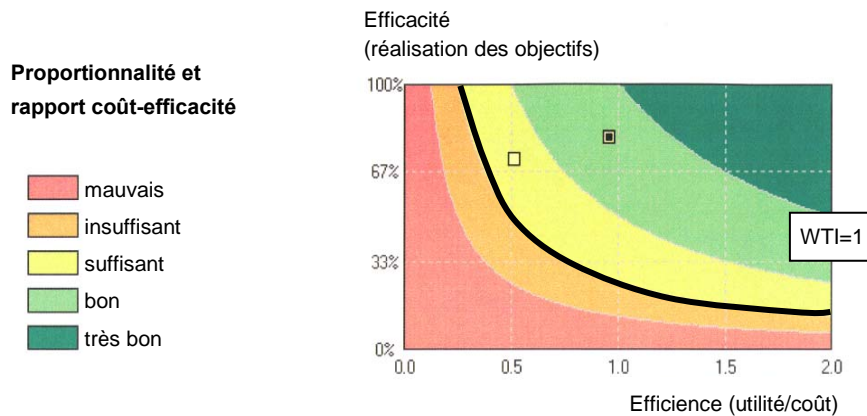 Efficacité
(réalisation des objectifs)
Proportionnalité et
rapport coût-efficacité
mauvais
insuffisant
suffisant
bon
très bon
100%
67%
33%
0%
WTI=1
0.0 0.5 1.0 1.5 2.0
Efficience (utilité/coût)